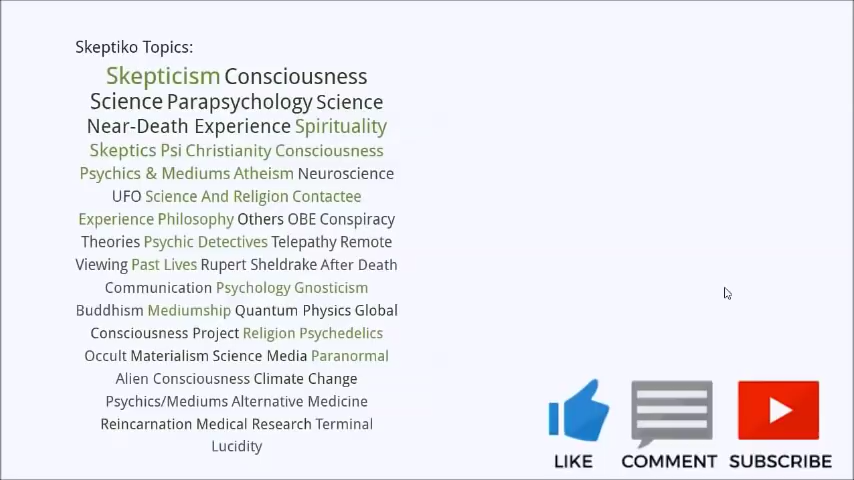 Skeptiko Topics:
Skepticism Consciousness
Science Parapsychology Science
Near-Death Experience Spirituality
Skeptics Psi Christianity Consciousness
Psychics & Mediums Atheism Neuroscience
UFO Science And Religion Contactee
Experience Philosophy Others OBE Conspiracy
Theories Psychic Detectives Telepathy Remote
Viewing Past Lives Rupert Sheldrake After Death
Communication Psychology Gnosticism
Buddhism Mediumship Quantum Physics Global
Consciousness Project Religion Psychedelics
Occult Materialism Science Media Paranormal
Alien Consciousness Climate Change
Psychics/Mediums Alternative Medicine
Reincarnation Medical Research Terminal
Lucidity
LIKE COMMENT SUBSCRIBE